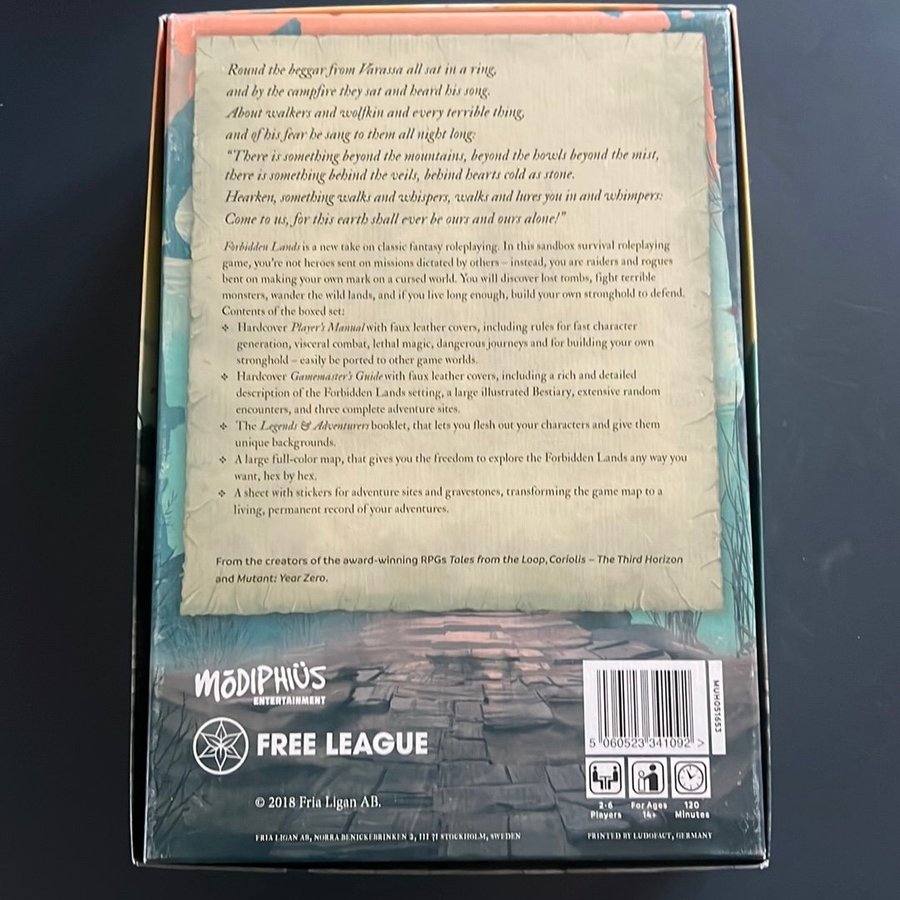 Round the beggar from Varassa all sat in a ring,
and by the campfire they sat and heard his song.
About walkers and wolfkin and every terrible thing,
and of his fear he sang to them all night long:
"There is something beyond the mountains, beyond the howls beyond the mist,
there is something behind the veils, behind hearts cold as stone.
Hearken, something walks and whispers, walks and lures you in and whimpers:
Come to us, for this earth shall ever be ours and ours alone!"
Forbidden Lands is a new take on classic fantasy roleplaying. In this sandbox survival roleplaying
game, you're not heroes sent on missions dictated by others – instead, you are raiders and rogues
bent on making your own mark on a cursed world. You will discover lost tombs, fight terrible
monsters, wander the wild lands, and if you live long enough, build your own stronghold to defend.
Contents of the boxed set:
❖ Hardcover Player's Manual with faux leather covers, including rules for fast character
generation, visceral combat, lethal magic, dangerous journeys and for building your own
stronghold – easily be ported to other game worlds.
❖ Hardcover Gamemaster's Guide with faux leather covers, including a rich and detailed
description of the Forbidden Lands setting, a large illustrated Bestiary, extensive random
encounters, and three complete adventure sites.
❖ The Legends & Adventurers booklet, that lets you flesh out your characters and give them
unique backgrounds.
❖ A large full-color map, that gives you the freedom to explore the Forbidden Lands any way you
want, hex by hex.
❖ A sheet with stickers for adventure sites and gravestones, transforming the game map to a
living, permanent record of your adventures.
From the creators of the award-winning RPGs Tales from the Loop, Coriolis – The Third Horizon
and Mutant: Year Zero.
MōDIPHIÜS
ENTERTAINMENT
FREE LEAGUE
© 2018 Fria Ligan AB.
FRIA LIGAN AB, NORRA BENICKEBRINKEN 2, 111 71 STOCKHOLM, SWEDEN
MUH051653
5 060523 341092 >
2-6
Players
For Ages
14+
120
Minutes
PRINTED BY LUDOFACT, GERMANY